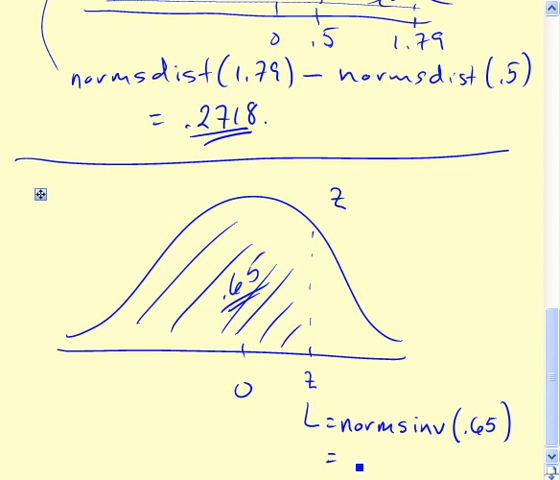 0 .5 1.79
normsdist(1.79) - normsdist(.5)
= .2718.
Z
.65
0 z
= normsinv(.65)
=